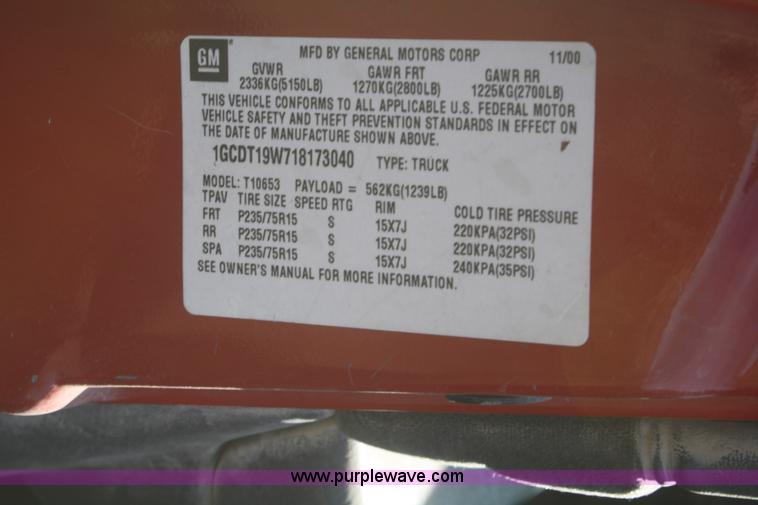 GM MFD BY GENERAL MOTORS CORP 11/00
GVWR GAWR FRT GAWR RR
2336KG(5150LB) 1270KG(2800LB) 1225KG(2700LB)
THIS VEHICLE CONFORMS TO ALL APPLICABLE U.S. FEDERAL MOTOR
VEHICLE SAFETY AND THEFT PREVENTION STANDARDS IN EFFECT ON
THE DATE OF MANUFACTURE SHOWN ABOVE.
1GCDT19W718173040 TYPE: TRUCK
MODEL: T10653 PAYLOAD = 562KG(1239LB)
TPAV TIRE SIZE SPEED RTG RIM COLD TIRE PRESSURE
FRT P235/75R15 S 15X7J 220KPA(32PSI)
RR P235/75R15 S 15X7J 220KPA(32PSI)
SPA P235/75R15 S 15X7J 240KPA(35PSI)
SEE OWNER'S MANUAL FOR MORE INFORMATION.
www.purplewave.com